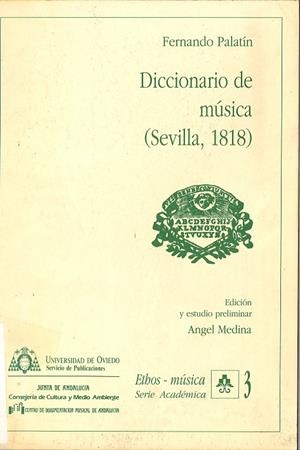 Fernando Palatín
Diccionario de
música
(Sevilla, 1818)
ABCDEFGHIJ
KLMNOPQR
STUVXYS
Edición
y estudio preliminar
Angel Medina
UNIVERSIDAD DE OVIEDO
Servicio de Publicaciones
JUNTA DE ANDALUCIA
Consejería de Cultura y Medio Ambiente
CENTRO DE DOCUMENTACION MUSICAL DE ANDALUCIA
Ethos - música
Serie Académica
3